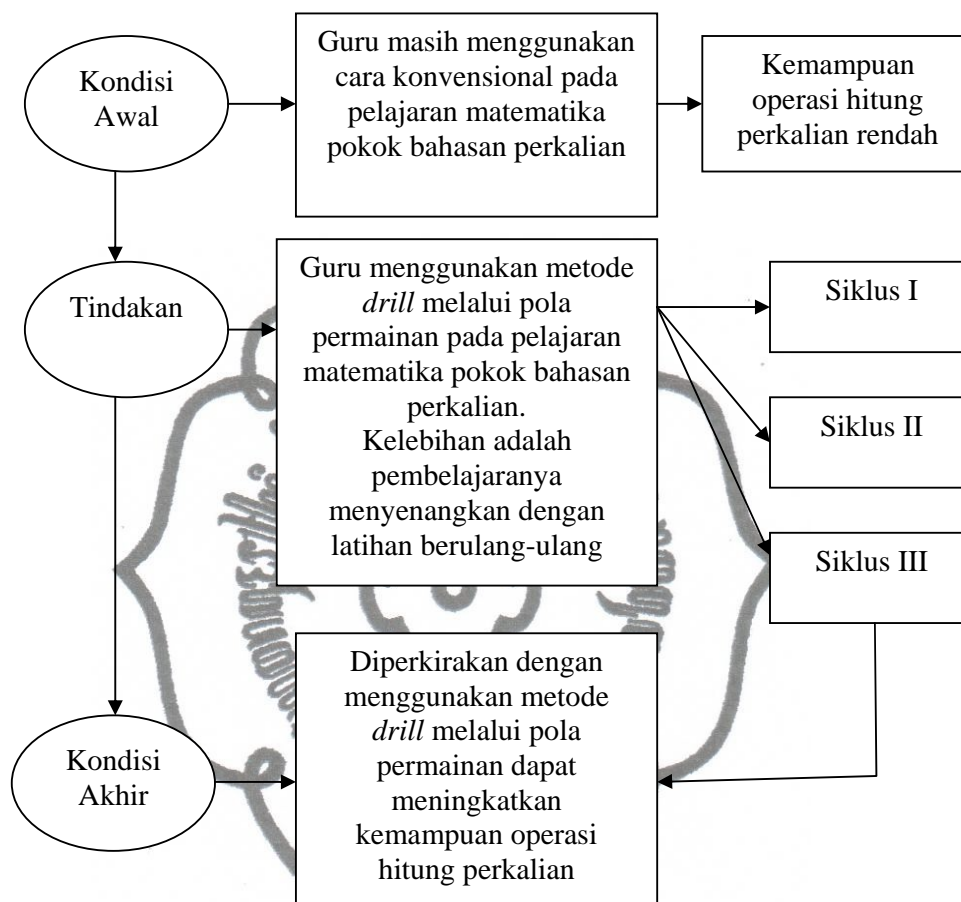 Kondisi
Awal
Guru masih menggunakan
cara konvensional pada
pelajaran matematika
pokok bahasan perkalian
Kemampuan
operasi hitung
perkalian rendah
Tindakan
Guru menggunakan metode
drill melalui pola
permainan pada pelajaran
matematika pokok bahasan
perkalian.
Kelebihan adalah
pembelajaranya
menyenangkan dengan
latihan berulang-ulang
Siklus I
Siklus II
Siklus III
Kondisi
Akhir
Diperkirakan dengan
menggunakan metode
drill melalui pola
permainan dapat
meningkatkan
kemampuan operasi
hitung perkalian